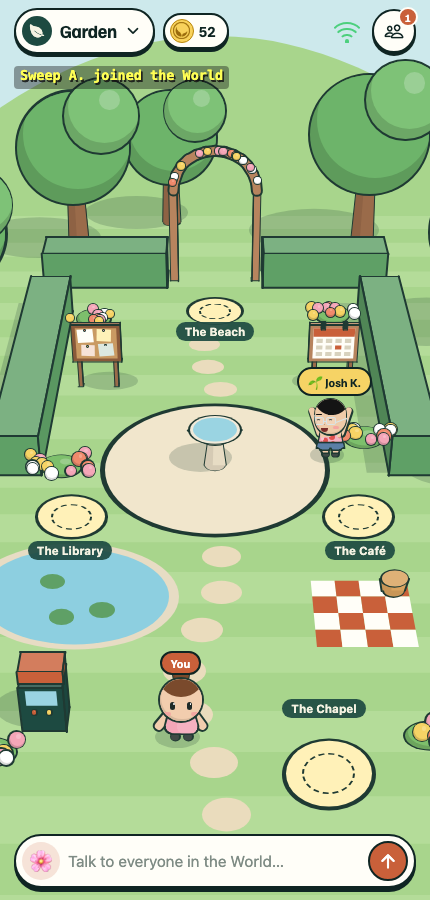 Garden
52
1
Sweep A. joined the World
The Beach
Josh K.
The Library
The Café
You
The Chapel
Talk to everyone in the World...